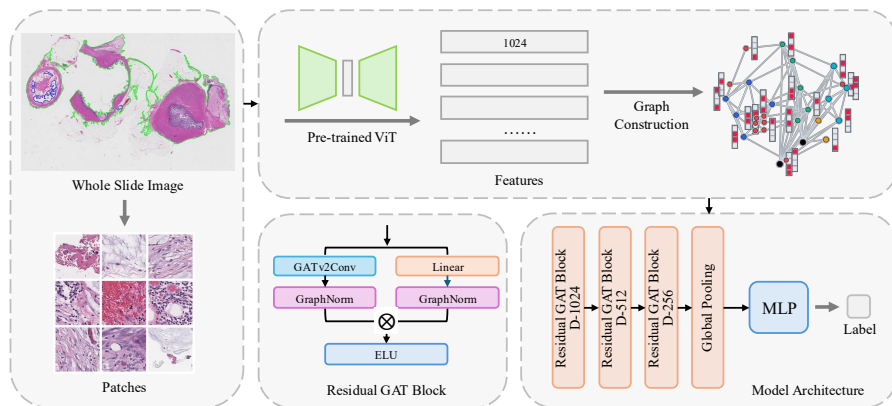 Whole Slide Image
Patches
Pre-trained ViT
1024
......
Features
Graph
Construction
GATv2Conv
Linear
GraphNorm
GraphNorm
ELU
Residual GAT Block
Residual GAT Block
D-1024
Residual GAT Block
D-512
Residual GAT Block
D-256
Global Pooling
MLP
Label
Model Architecture